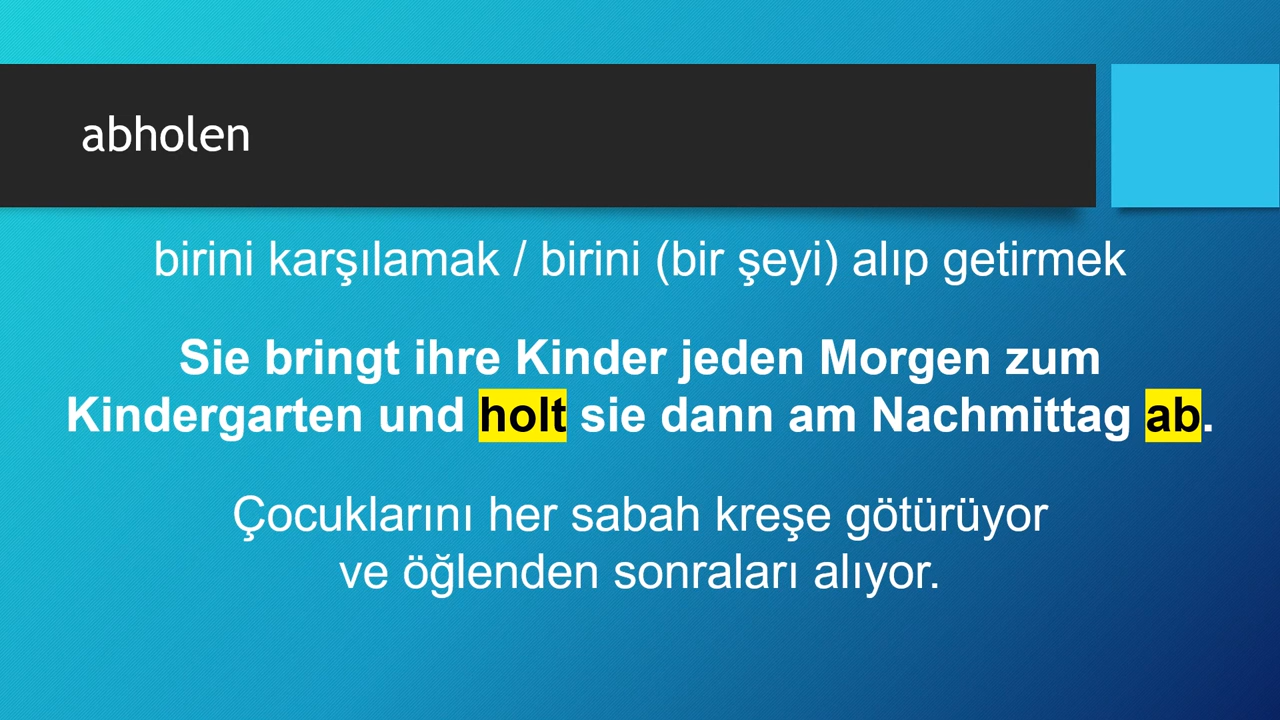 abholen
birini karşılamak / birini (bir şeyi) alıp getirmek
Sie bringt ihre Kinder jeden Morgen zum
Kindergarten und holt sie dann am Nachmittag ab.
Çocuklarını her sabah kreşe götürüyor
ve öğlenden sonraları alıyor.